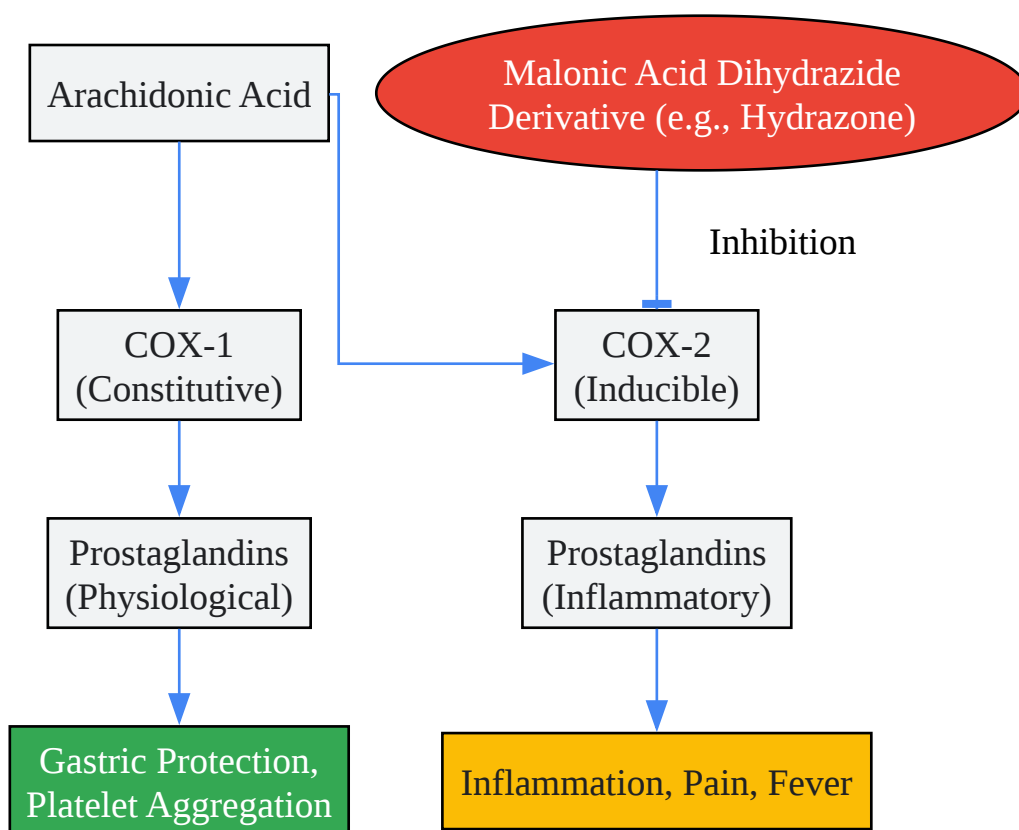 Arachidonic Acid
Malonic Acid Dihydrazide
Derivative (e.g., Hydrazone)
Inhibition
COX-1
(Constitutive)
COX-2
(Inducible)
Prostaglandins
(Physiological)
Prostaglandins
(Inflammatory)
Gastric Protection,
Platelet Aggregation
Inflammation, Pain, Fever